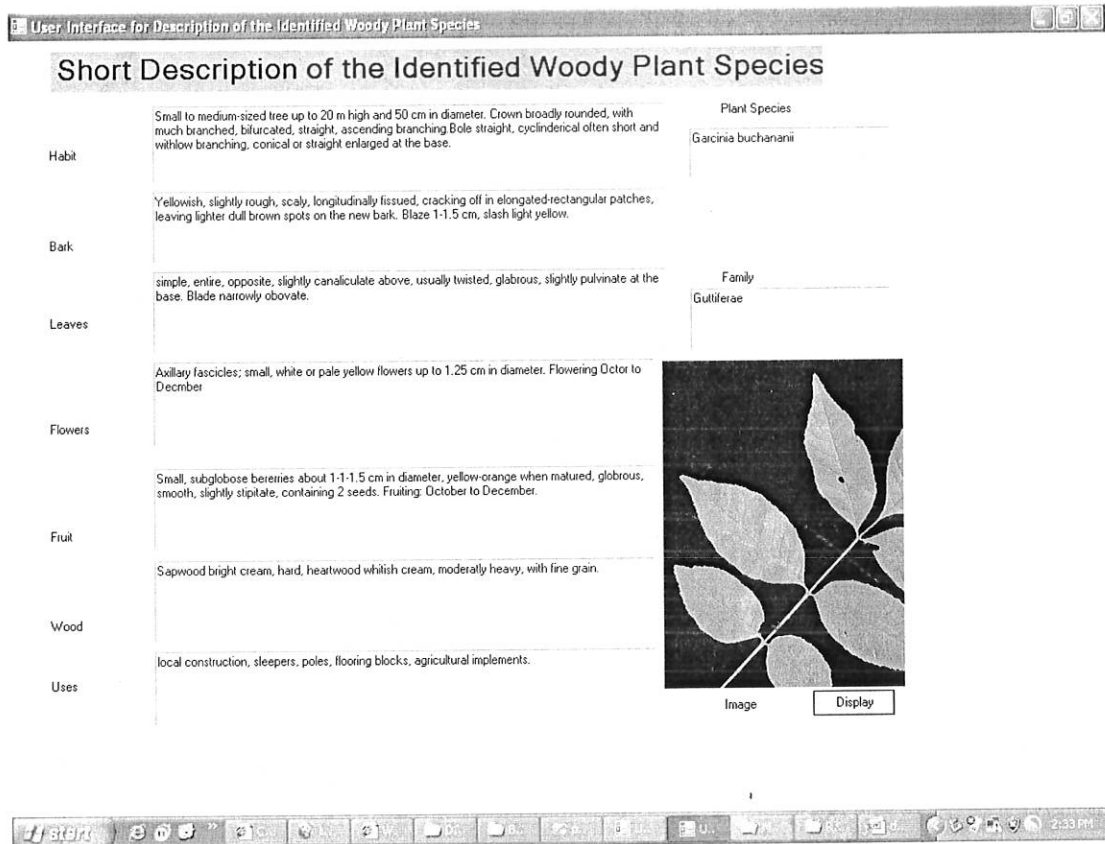 User Interface for Description of the Identified Woody Plant Species
Short Description of the Identified Woody Plant Species
Habit
Small to medium-sized tree up to 20 m high and 50 cm in diameter. Crown broadly rounded, with
much branched, bifurcated, straight, ascending branching.Bole straight, cyclinderical often short and
withlow branching, conical or straight enlarged at the base.
Plant Species
Garcinia buchananii
Bark
Yellowish, slightly rough, scaly, longitudinally fissued, cracking off in elongated-rectangular patches,
leaving lighter dull brown spots on the new bark. Blaze 1-1.5 cm, slash light yellow.
Leaves
simple, entire, opposite, slightly canaliculate above, usually twisted, glabrous, slightly pulvinate at the
base. Blade narrowly obovate.
Family
Guttiferae
Flowers
Axillary fascicles; small, white or pale yellow flowers up to 1.25 cm in diameter. Flowering Octor to
Decmber
Fruit
Small, subglobose bererries about 1-1-1.5 cm in diameter, yellow-orange when matured, globrous,
smooth, slightly stipitate, containing 2 seeds. Fruiting: October to December.
Wood
Sapwood bright cream, hard, heartwood whitish cream, moderatly heavy, with fine grain.
Uses
local construction, sleepers, poles, flooring blocks, agricultural implements.
Image
Display
start
2:33 PM